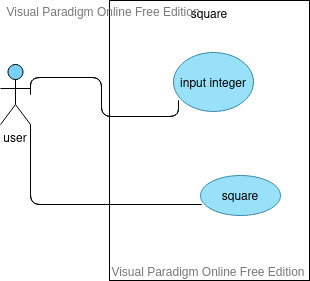 Visual Paradigm Online Free Edition
square
input integer
user
square
Visual Paradigm Online Free Edition